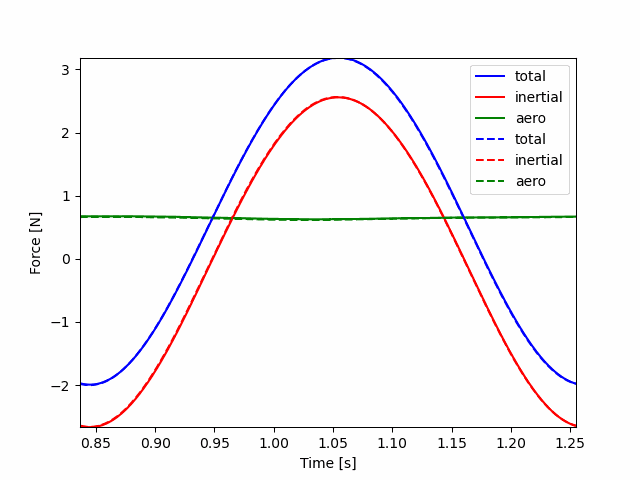 3
2
1
0
−1
−2
Force [N]
total
inertial
aero
total
inertial
aero
0.85 0.90 0.95 1.00 1.05 1.10 1.15 1.20 1.25
Time [s]